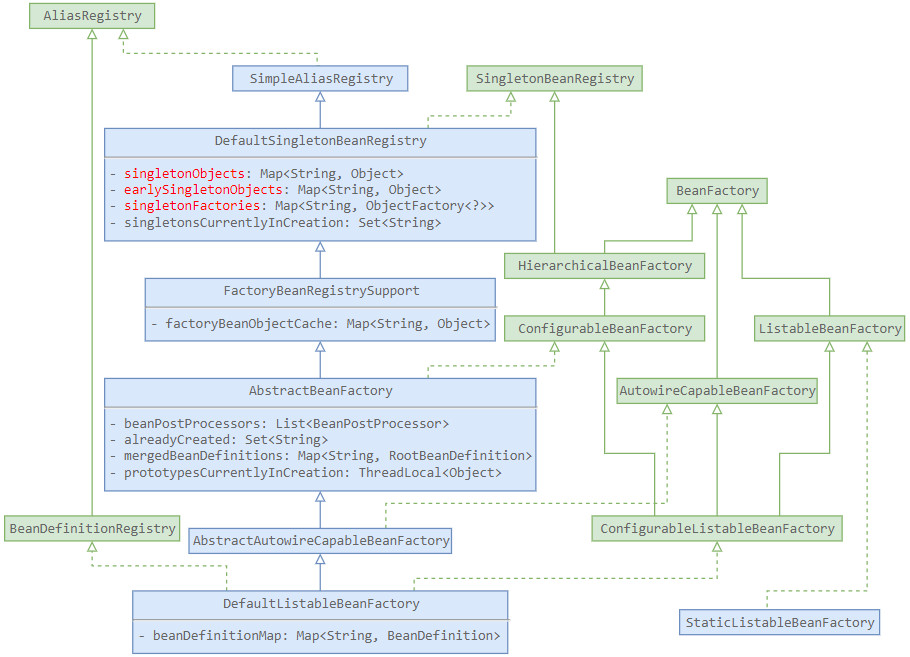 AliasRegistry
SimpleAliasRegistry
SingletonBeanRegistry
DefaultSingletonBeanRegistry
- singletonObjects: Map<String, Object>
- earlySingletonObjects: Map<String, Object>
- singletonFactories: Map<String, ObjectFactory<?>>
- singletonsCurrentlyInCreation: Set<String>
BeanFactory
HierarchicalBeanFactory
FactoryBeanRegistrySupport
- factoryBeanObjectCache: Map<String, Object>
ConfigurableBeanFactory
ListableBeanFactory
AbstractBeanFactory
- beanPostProcessors: List<BeanPostProcessor>
- alreadyCreated: Set<String>
- mergedBeanDefinitions: Map<String, RootBeanDefinition>
- prototypesCurrentlyInCreation: ThreadLocal<Object>
AutowireCapableBeanFactory
BeanDefinitionRegistry
AbstractAutowireCapableBeanFactory
ConfigurableListableBeanFactory
DefaultListableBeanFactory
- beanDefinitionMap: Map<String, BeanDefinition>
StaticListableBeanFactory